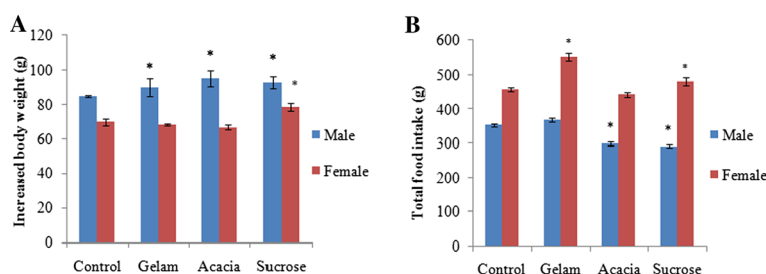 A
Increased body weight (g)
120
100
80
60
40
20
0
*
*
*
*
Control Gelam Acacia Sucrose
Male
Female
B
Total food intake (g)
600
500
400
300
200
100
0
*
*
*
*
Control Gelam Acacia Sucrose
Male
Female